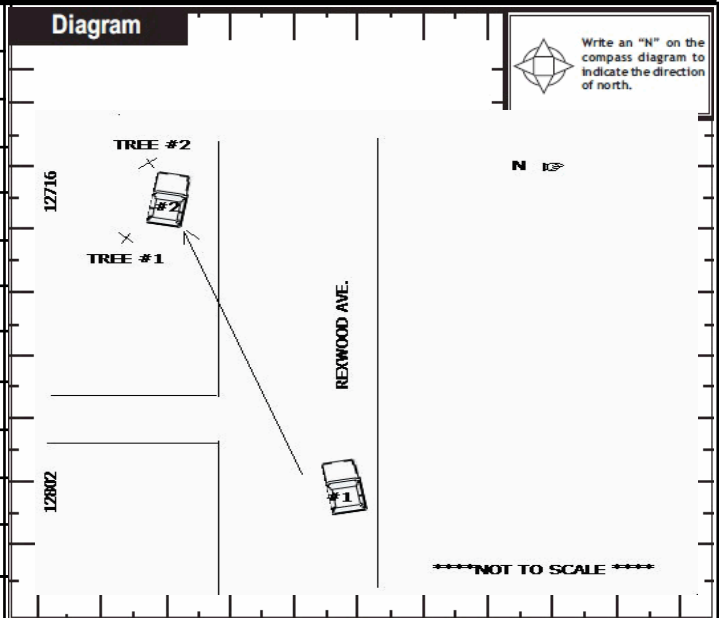 Diagram
Write an “N” on the
compass diagram to
indicate the direction
of north.
TREE #2
N
12716
#2
TREE #1
REXWOOD AVE.
12802
#1
****NOT TO SCALE ****